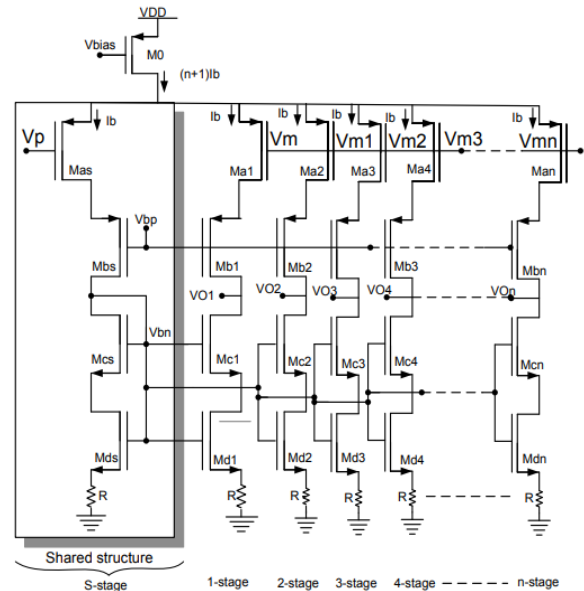 VDD
Vbias
M0
(n+1)Ib
Ib Ib Ib Ib Ib Ib
Vp Vm Vm1 Vm2 Vm3 Vmn
Mas Ma1 Ma2 Ma3 Ma4 Man
Vbp
Mbs Mb1 Mb2 Mb3 Mb3 Mbn
VO1 VO2 VO3 VO4 VOn
Vbn
Mcs Mc1 Mc2 Mc3 Mc4 Mcn
Mds Md1 Md2 Md3 Md4 Mdn
R R R R R R
Shared structure
S-stage 1-stage 2-stage 3-stage 4-stage n-stage